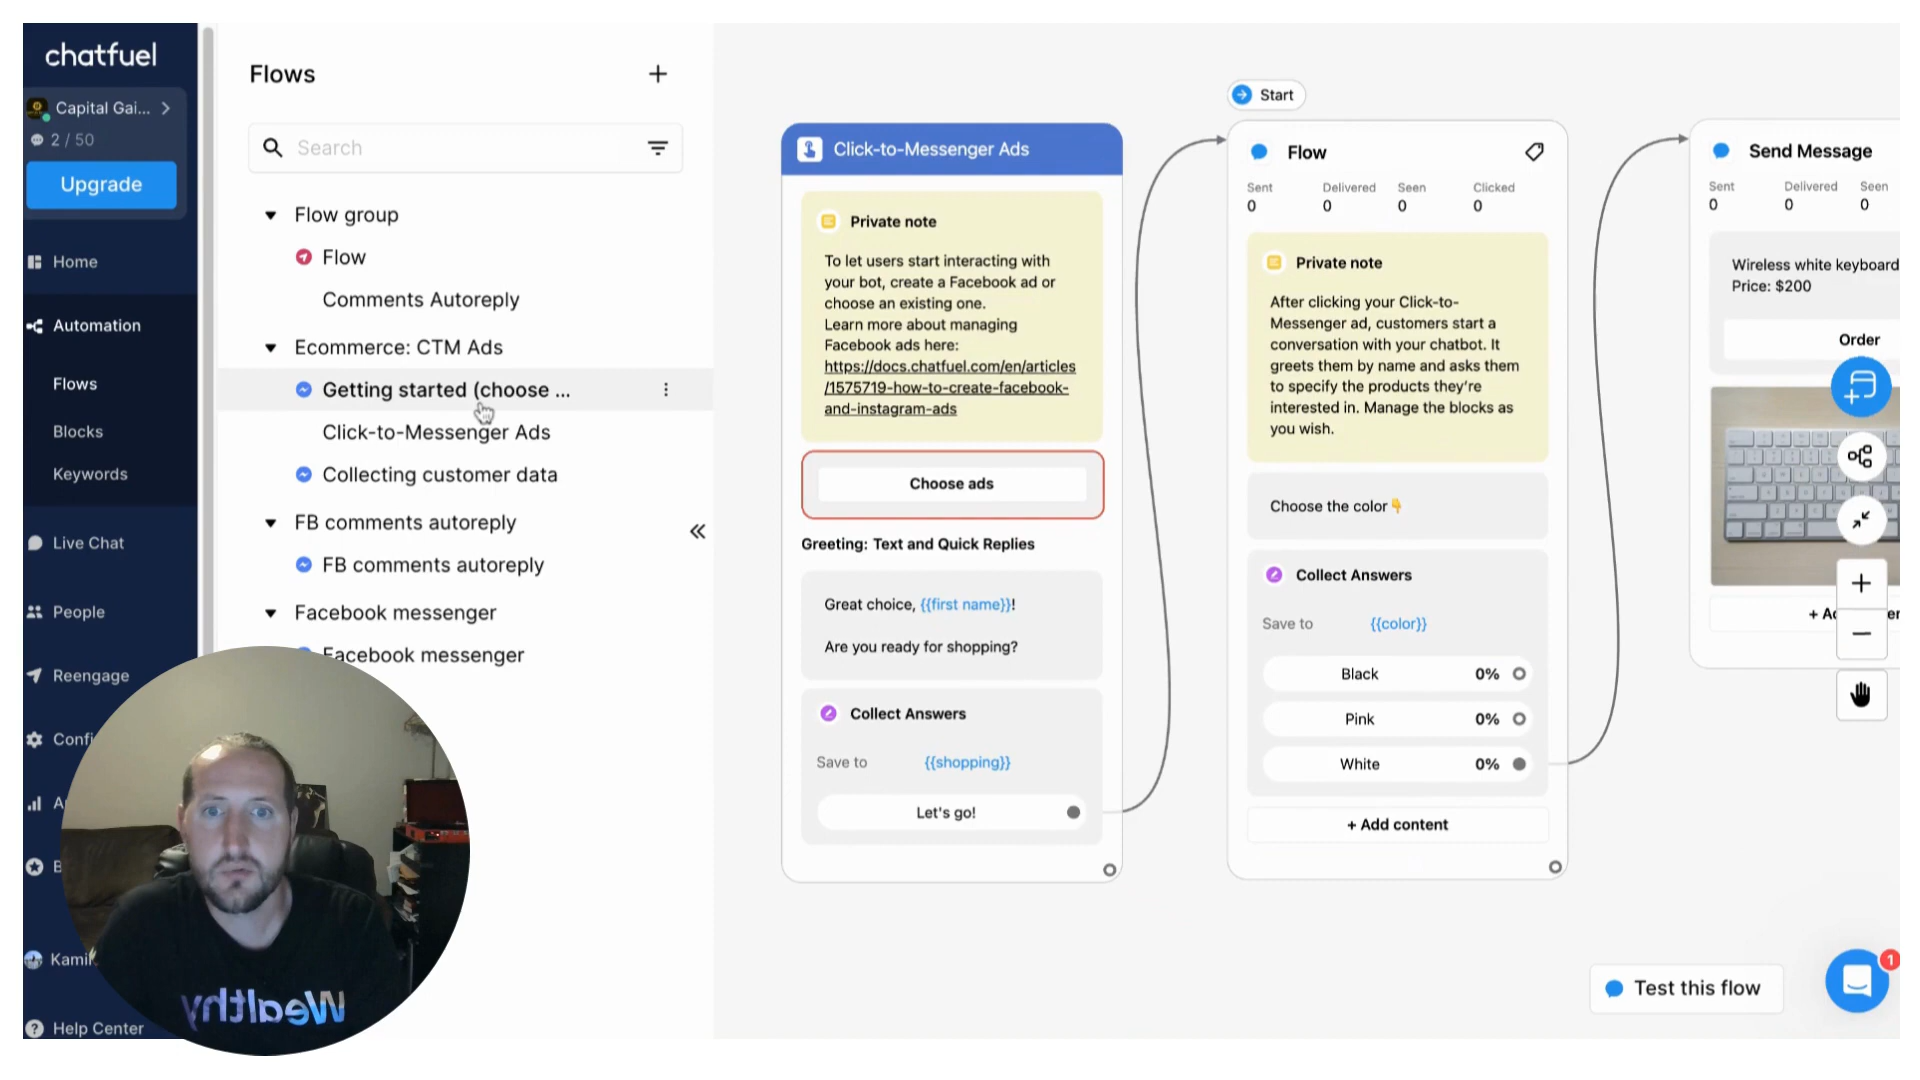 chatfuel
Capital Gai...
2 / 50
Upgrade
Home
Automation
Flows
Blocks
Keywords
Live Chat
People
Reengage
Confi
A
B
Kami
Help Center
Flows
Search
Flow group
Flow
Comments Autoreply
Ecommerce: CTM Ads
Getting started (choose ...
Click-to-Messenger Ads
Collecting customer data
FB comments autoreply
FB comments autoreply
Facebook messenger
Facebook messenger
Wealthy
Click-to-Messenger Ads
Private note
To let users start interacting with
your bot, create a Facebook ad or
choose an existing one.
Learn more about managing
Facebook ads here:
https://docs.chatfuel.com/en/articles
/1575719-how-to-create-facebook-
and-instagram-ads
Choose ads
Greeting: Text and Quick Replies
Great choice, {{first name}}!
Are you ready for shopping?
Collect Answers
Save to {{shopping}}
Let's go!
Start
Flow
Sent Delivered Seen Clicked
0 0 0 0
Private note
After clicking your Click-to-
Messenger ad, customers start a
conversation with your chatbot. It
greets them by name and asks them
to specify the products they're
interested in. Manage the blocks as
you wish.
Choose the color👇
Collect Answers
Save to {{color}}
Black 0%
Pink 0%
White 0%
+ Add content
Send Message
Sent Delivered Seen
0 0 0
Wireless white keyboard
Price: $200
Order
Test this flow
1